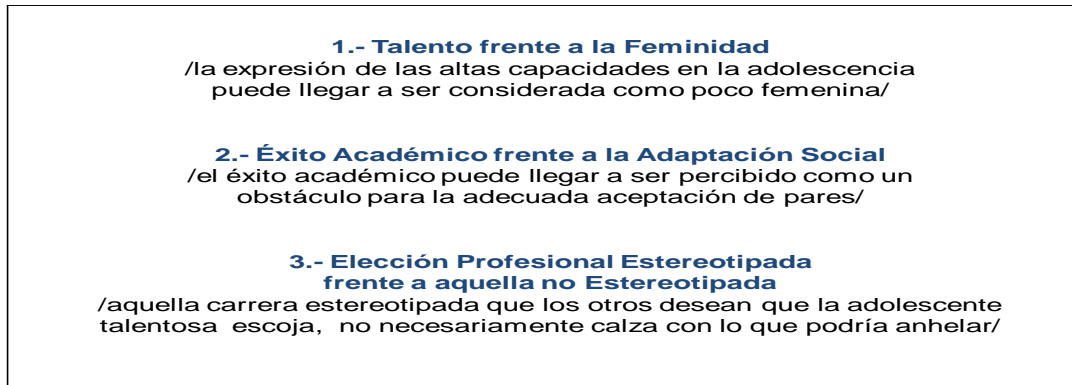 1.- Talento frente a la Feminidad
/la expresión de las altas capacidades en la adolescencia
puede llegar a ser considerada como poco femenina/
2.- Éxito Académico frente a la Adaptación Social
/el éxito académico puede llegar a ser percibido como un
obstáculo para la adecuada aceptación de pares/
3.- Elección Profesional Estereotipada
frente a aquella no Estereotipada
/aquella carrera estereotipada que los otros desean que la adolescente
talentosa escoja, no necesariamente calza con lo que podría anhelar/